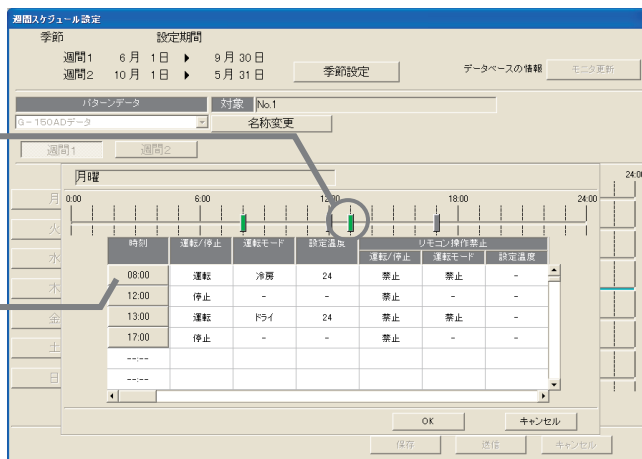 週間スケジュール設定
季節 設定期間
週間1 6月 1日 ▶ 9月 30日
週間2 10月 1日 ▶ 5月 31日
季節設定 データベースの情報 モニタ更新
パターンデータ 対象 No.1
G-150ADデータ 名称変更
週間1 週間2
月曜
24:00
0:00 6:00 12:00 18:00 24:00
月
火
水
木
金
土
日
時刻 運転/停止 運転モード 設定温度 リモコン操作禁止
運転/停止 運転モード 設定温度
08:00 運転 冷房 24 禁止 禁止 -
12:00 停止 - - 禁止 - -
13:00 運転 ドライ 24 禁止 禁止 -
17:00 停止 - - 禁止 - -
--:--
--:--
OK キャンセル
保存 送信 キャンセル